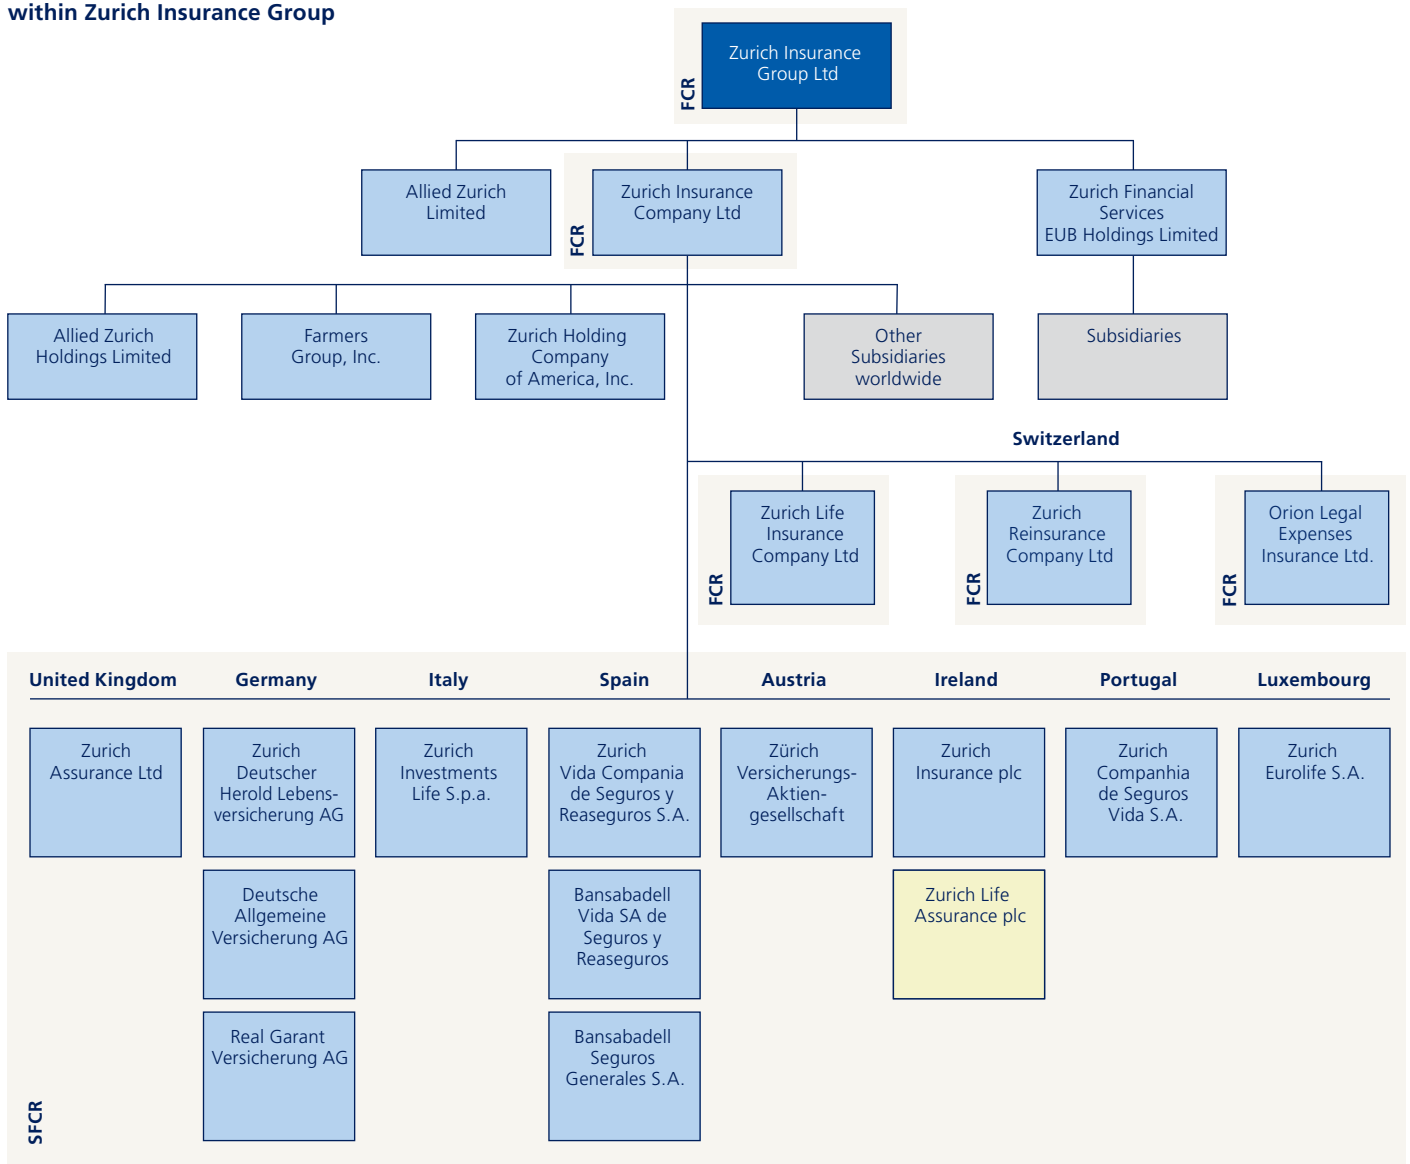 within Zurich Insurance Group
Zurich Insurance
Group Ltd
FCR
Allied Zurich
Limited
Zurich Insurance
Company Ltd
FCR
Zurich Financial
Services
EUB Holdings Limited
Allied Zurich
Holdings Limited
Farmers
Group, Inc.
Zurich Holding
Company
of America, Inc.
Other
Subsidiaries
worldwide
Subsidiaries
Switzerland
Zurich Life
Insurance
Company Ltd
FCR
Zurich
Reinsurance
Company Ltd
FCR
Orion Legal
Expenses
Insurance Ltd.
FCR
United Kingdom
Germany
Italy
Spain
Austria
Ireland
Portugal
Luxembourg
Zurich
Assurance Ltd
Zurich
Deutscher
Herold Lebens-
versicherung AG
Zurich
Investments
Life S.p.a.
Zurich
Vida Compania
de Seguros y
Reaseguros S.A.
Zürich
Versicherungs-
Aktien-
gesellschaft
Zurich
Insurance plc
Zurich
Companhia
de Seguros
Vida S.A.
Zurich
Eurolife S.A.
Deutsche
Allgemeine
Versicherung AG
Bansabadell
Vida SA de
Seguros y
Reaseguros
Zurich Life
Assurance plc
Real Garant
Versicherung AG
Bansabadell
Seguros
Generales S.A.
SFCR